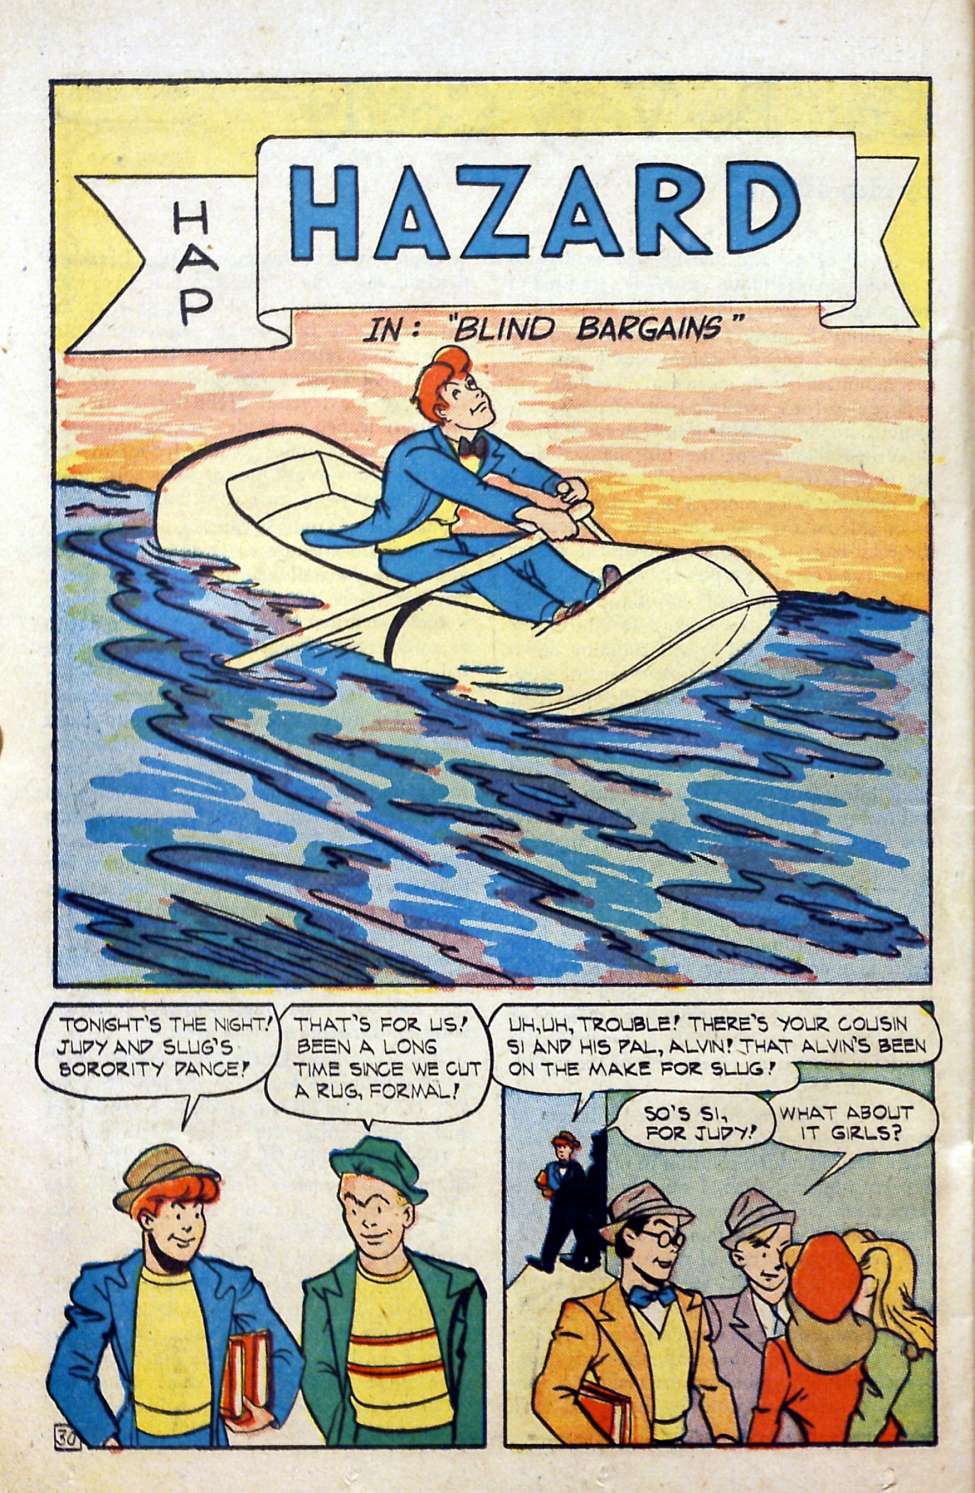 HAP
HAZARD
IN: "BLIND BARGAINS"
TONIGHT'S THE NIGHT!
JUDY AND SLUG'S
SORORITY DANCE!
THAT'S FOR US!
BEEN A LONG
TIME SINCE WE CUT
A RUG, FORMAL!
UH,UH, TROUBLE! THERE'S YOUR COUSIN
SI AND HIS PAL, ALVIN! THAT ALVIN'S BEEN
ON THE MAKE FOR SLUG!
SO'S SI,
FOR JUDY!
WHAT ABOUT
IT GIRLS?
30